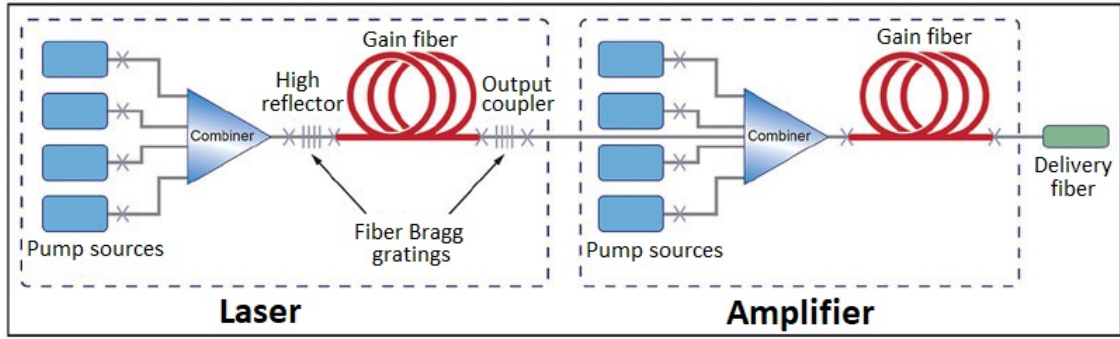 Gain fiber
High
reflector
Output
coupler
Combiner
Pump sources
Fiber Bragg
gratings
Laser
Gain fiber
Combiner
Pump sources
Delivery
fiber
Amplifier